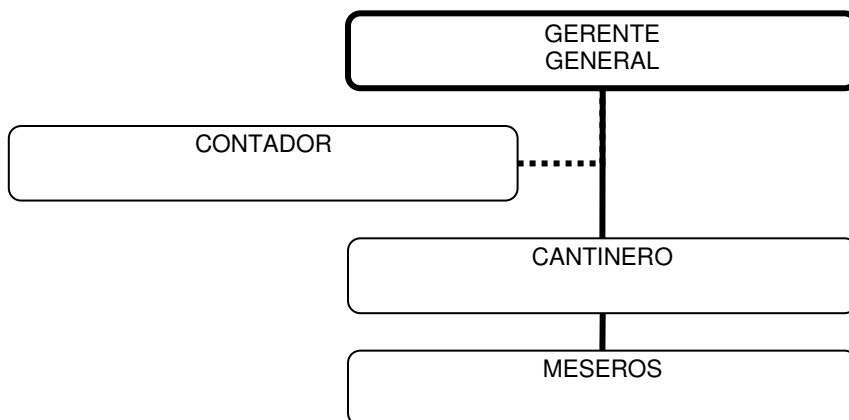 GERENTE
GENERAL
CONTADOR
CANTINERO
MESEROS